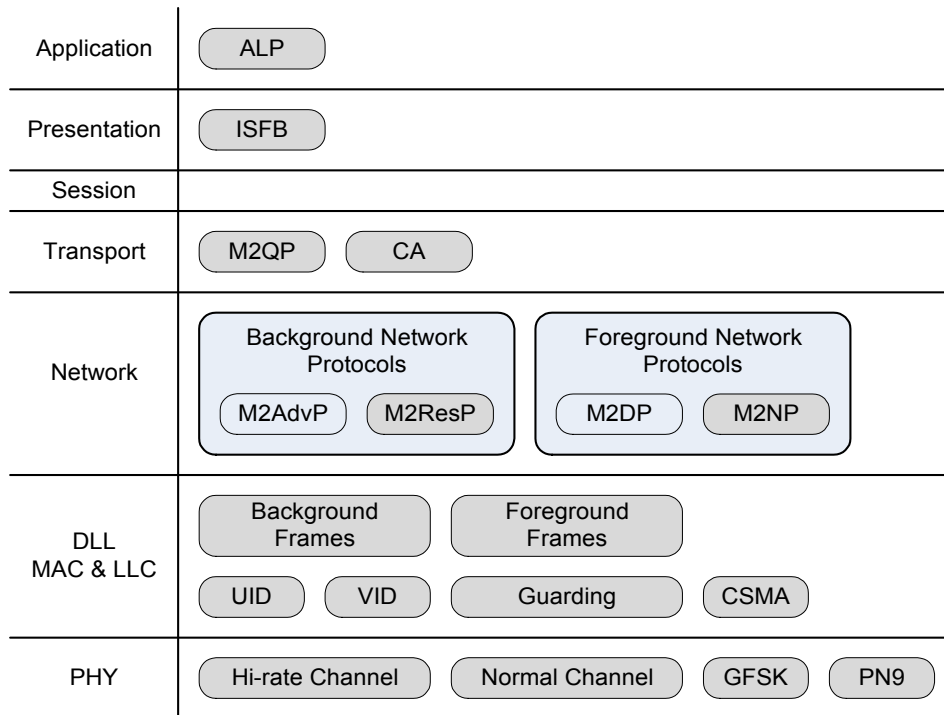 Application
ALP
Presentation
ISFB
Session
Transport
M2QP
CA
Network
Background Network
Protocols
M2AdvP
M2ResP
Foreground Network
Protocols
M2DP
M2NP
DLL
MAC & LLC
Background
Frames
Foreground
Frames
UID
VID
Guarding
CSMA
PHY
Hi-rate Channel
Normal Channel
GFSK
PN9